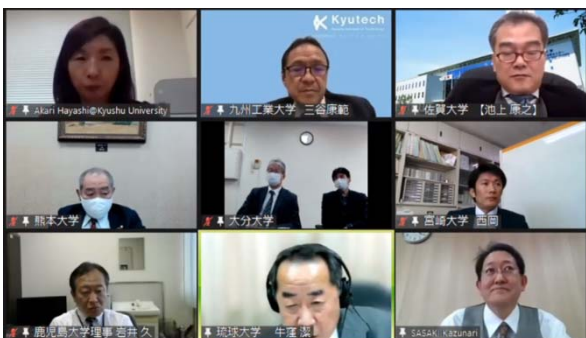 Kyutech
Akari Hayashi@Kyushu University
九州工業大学 三谷康範
佐賀大学 【池上 康之】
熊本大学
大分大学
宮崎大学 西岡
鹿児島大学理事 岩井 久
琉球大学 牛窪 潔
SASAKI Kazunari